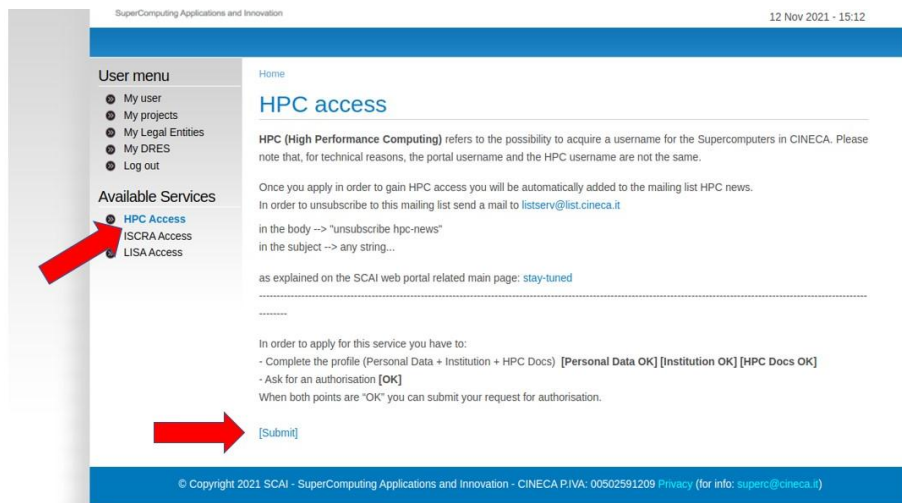 SuperComputing Applications and Innovation
12 Nov 2021 - 15:12
User menu
My user
My projects
My Legal Entities
My DRES
Log out
Available Services
HPC Access
ISCRA Access
LISA Access
Home
HPC access
HPC (High Performance Computing) refers to the possibility to acquire a username for the Supercomputers in CINECA. Please
note that, for technical reasons, the portal username and the HPC username are not the same.
Once you apply in order to gain HPC access you will be automatically added to the mailing list HPC news.
In order to unsubscribe to this mailing list send a mail to listserv@list.cineca.it
in the body --> "unsubscribe hpc-news"
in the subject --> any string...
as explained on the SCAI web portal related main page: stay-tuned
--------------------------------------------------------------------------------------------------------------------------------------------------------
--------
In order to apply for this service you have to:
- Complete the profile (Personal Data + Institution + HPC Docs) [Personal Data OK] [Institution OK] [HPC Docs OK]
- Ask for an authorisation [OK]
When both points are “OK” you can submit your request for authorisation.
[Submit]
© Copyright 2021 SCAI - SuperComputing Applications and Innovation - CINECA P.IVA: 00502591209 Privacy (for info: superc@cineca.it)